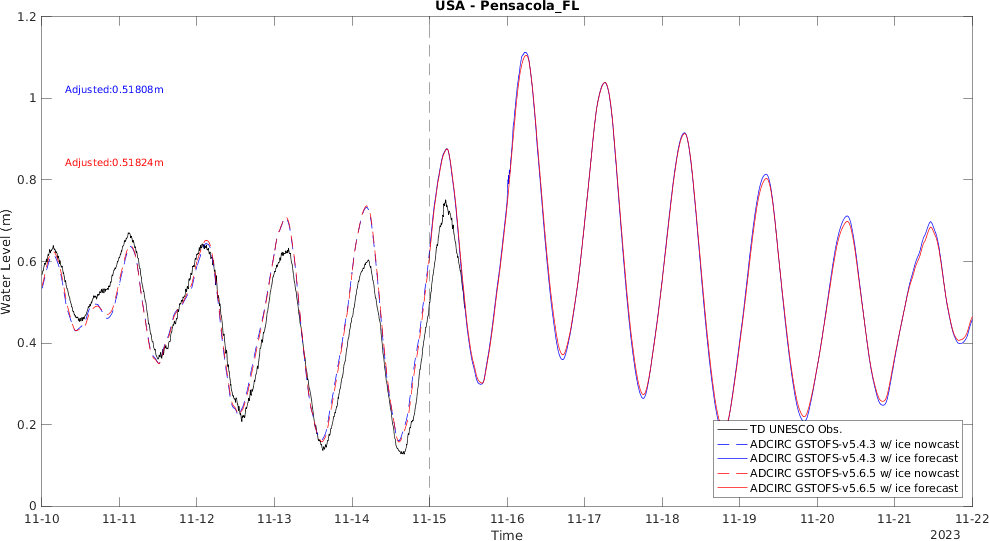 USA - Pensacola_FL
1.2
1
0.8
0.6
0.4
0.2
0
Water Level (m)
Adjusted:0.51808m
Adjusted:0.51824m
TD UNESCO Obs.
ADCIRC GSTOFS-v5.4.3 w/ ice nowcast
ADCIRC GSTOFS-v5.4.3 w/ ice forecast
ADCIRC GSTOFS-v5.6.5 w/ ice nowcast
ADCIRC GSTOFS-v5.6.5 w/ ice forecast
11-10 11-11 11-12 11-13 11-14 11-15 11-16 11-17 11-18 11-19 11-20 11-21 11-22
Time
2023